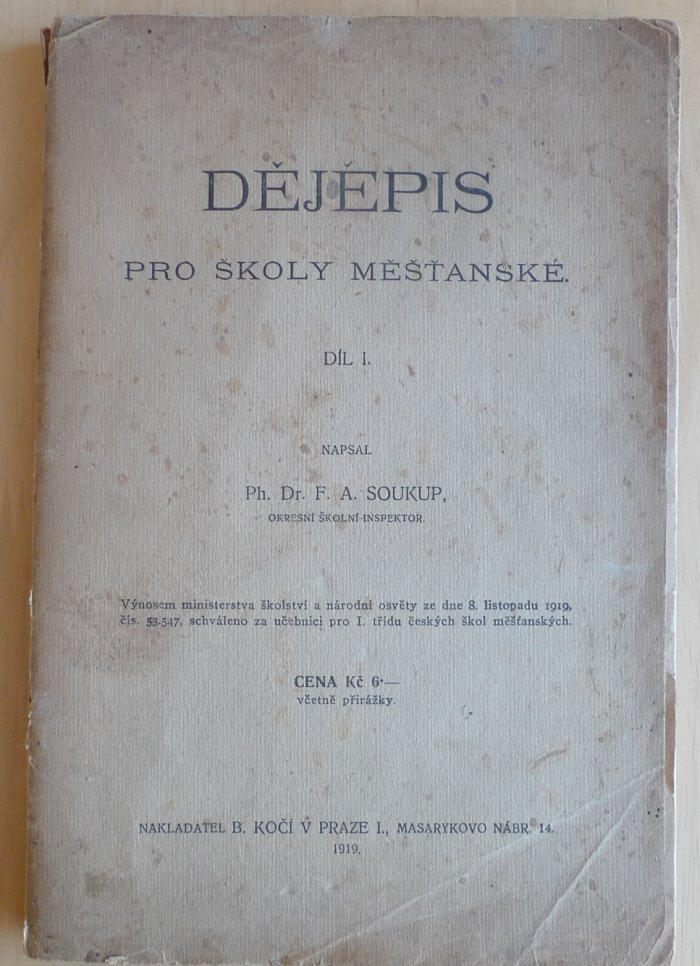 DĚJĚPIS
PRO ŠKOLY MĚŠŤANSKÉ.
DÍL I.
NAPSAL
Ph. Dr. F. A. SOUKUP,
OKRESNÍ ŠKOLNÍ INSPEKTOR.
Výnosem ministerstva školství a národní osvěty ze dne 8. listopadu 1919,
čís. 53.547, schváleno za učebnici pro I. třídu českých škol měšťanských.
CENA Kč 6·—
včetně přirážky.
NAKLADATEL B. KOČÍ V PRAZE I., MASARYKOVO NÁBR. 14.
1919.